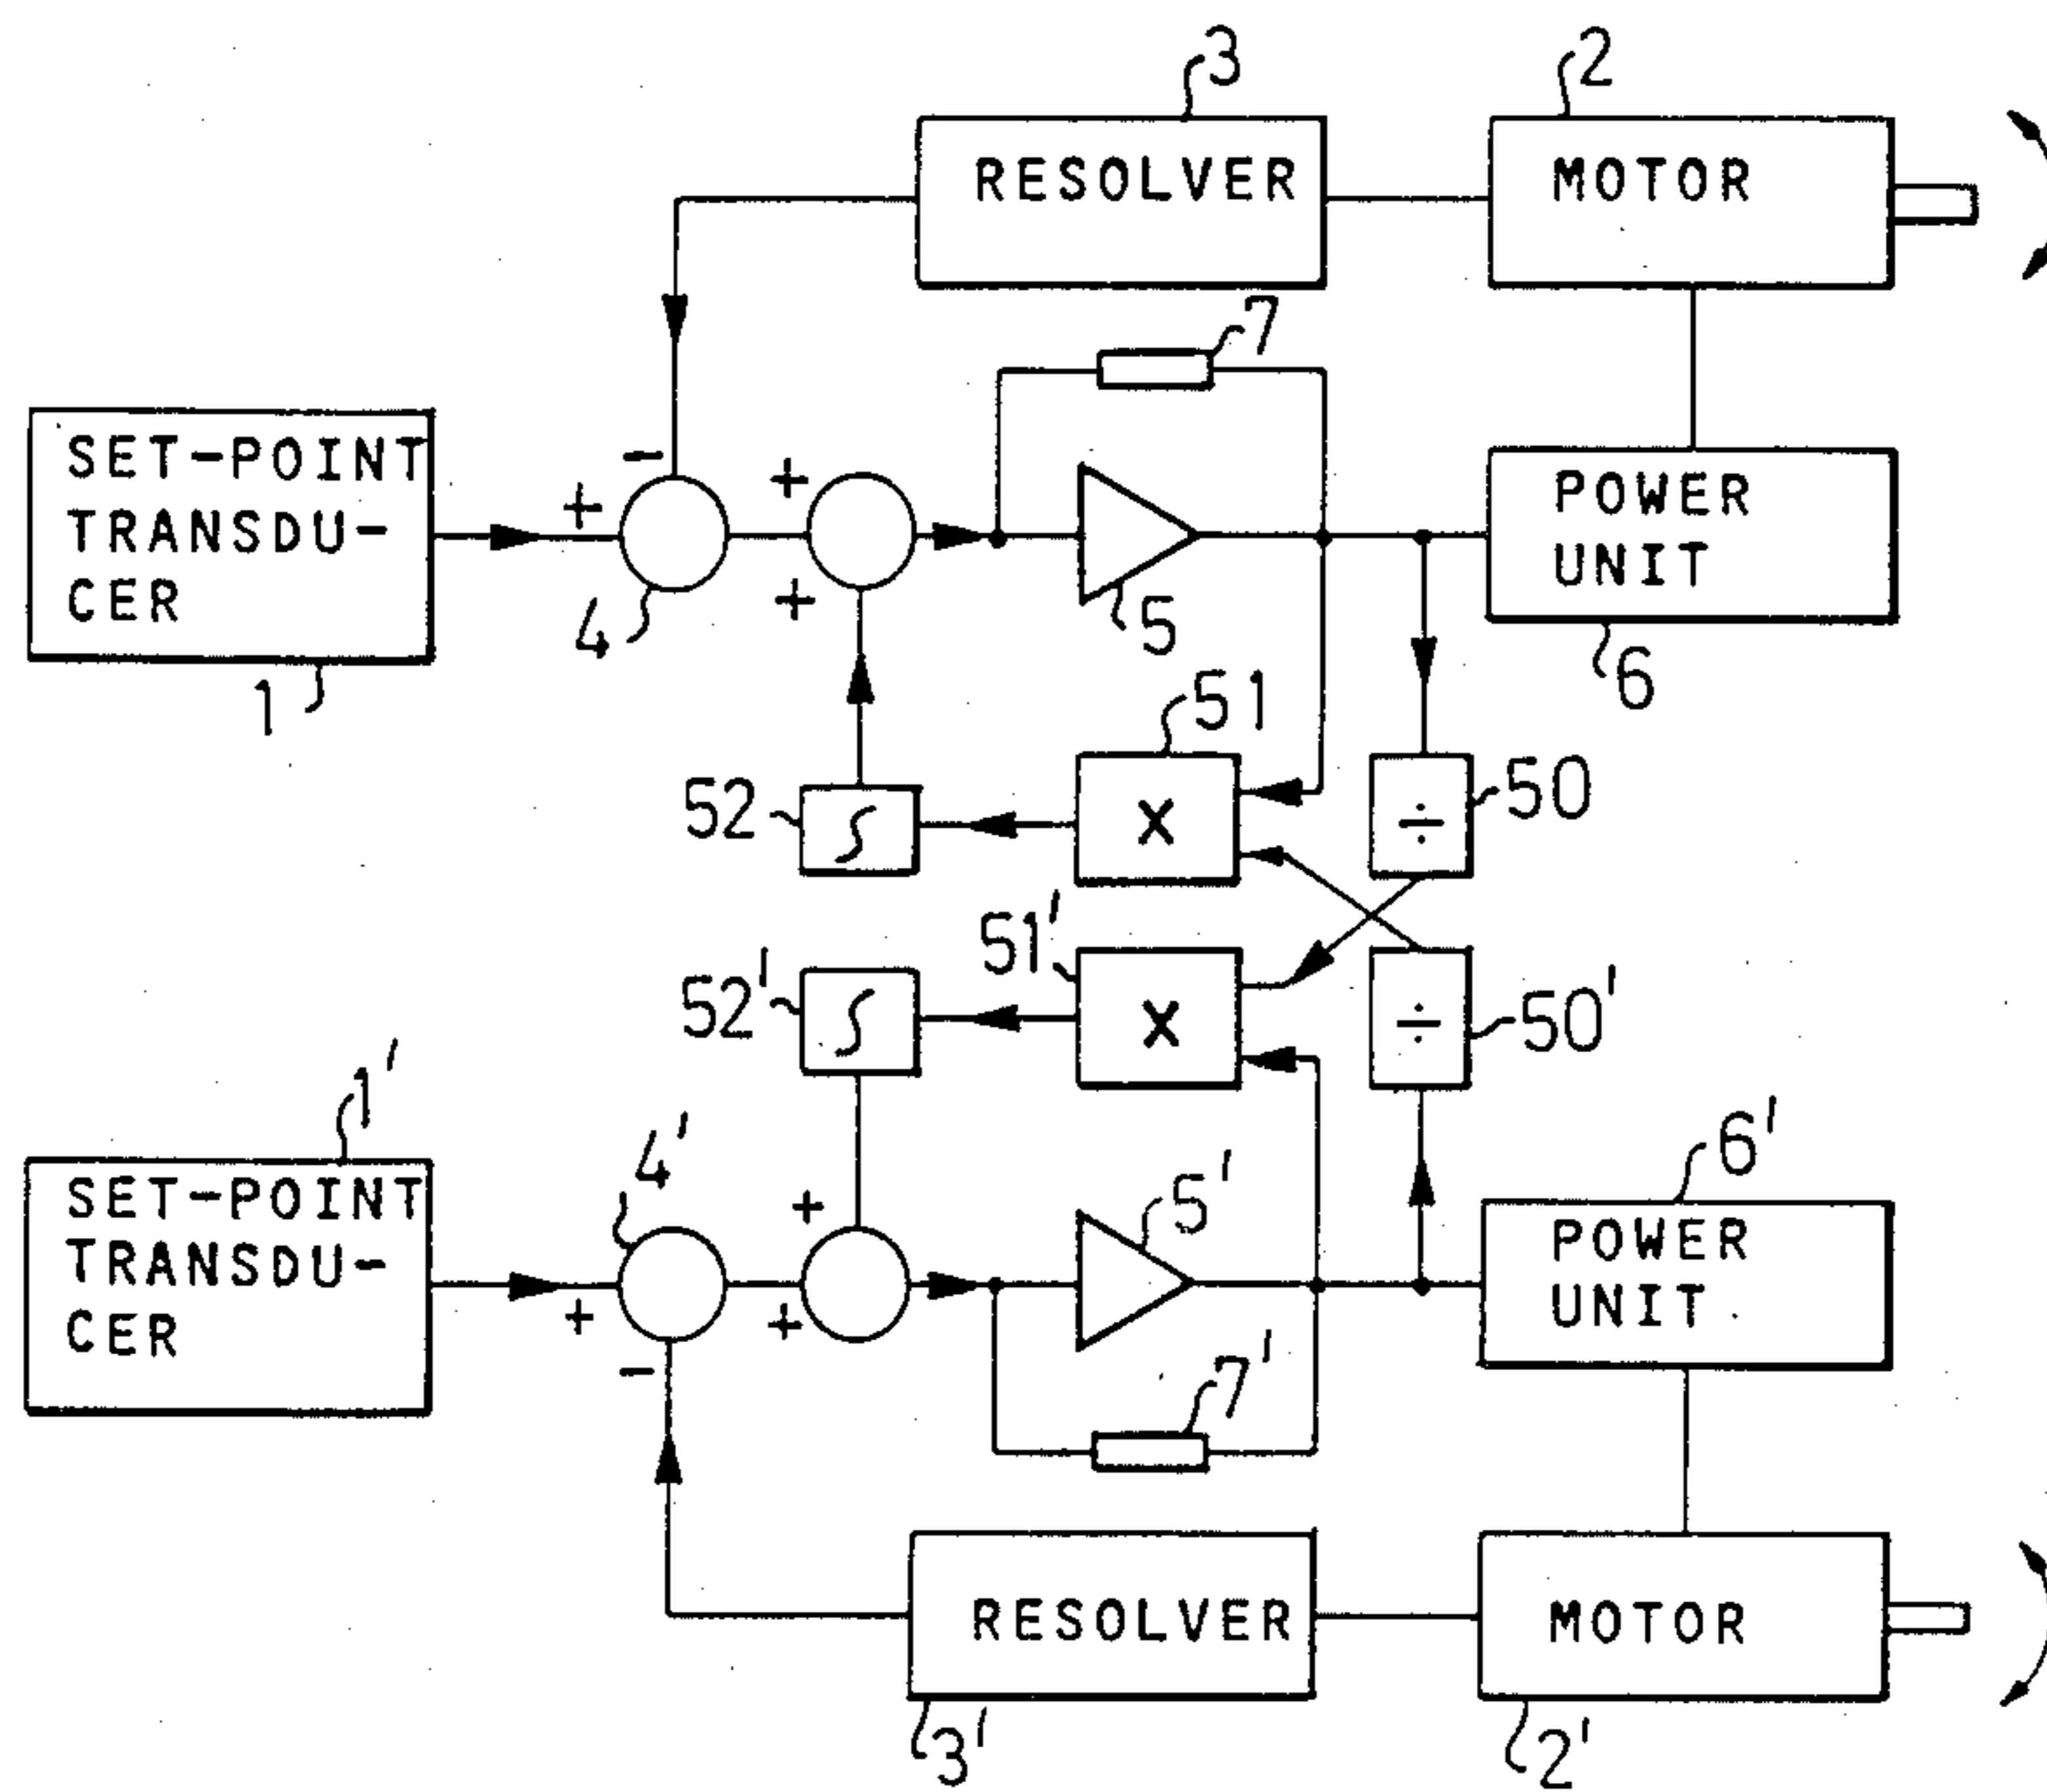 3
2
RESOLVER
MOTOR
7
SET-POINT
TRANSDU-
CER
-
+
+
+
POWER
UNIT
4
5
1
6
51
52
X
50
∫
÷
51'
52'
∫
X
÷
50'
1'
4'
5'
6'
SET-POINT
TRANSDU-
CER
+
+
+
-
POWER
UNIT
7'
RESOLVER
MOTOR
3'
2'